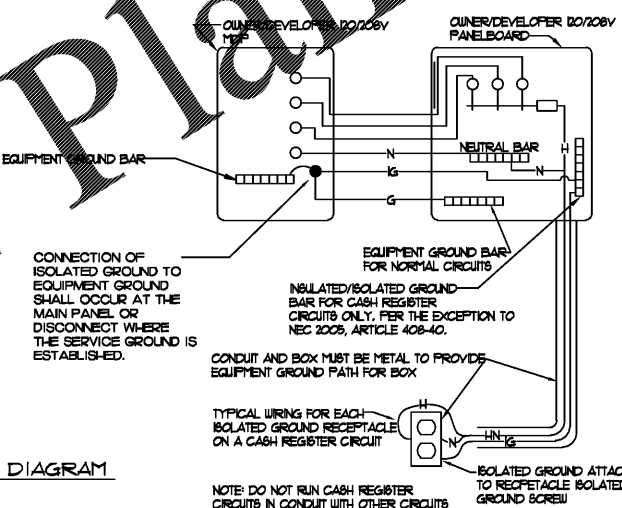 Plan
OWNER/DEVELOPER 120/208V
MDP
OWNER/DEVELOPER 120/208V
PANELBOARD
EQUIPMENT GROUND BAR
N
IG
G
NEUTRAL BAR
N
H
EQUIPMENT GROUND BAR
FOR NORMAL CIRCUITS
CONNECTION OF
ISOLATED GROUND TO
EQUIPMENT GROUND
SHALL OCCUR AT THE
MAIN PANEL OR
DISCONNECT WHERE
THE SERVICE GROUND IS
ESTABLISHED.
INSULATED/ISOLATED GROUND
BAR FOR CASH REGISTER
CIRCUITS ONLY. PER THE EXCEPTION TO
NEC 2005, ARTICLE 408-40.
CONDUIT AND BOX MUST BE METAL TO PROVIDE
EQUIPMENT GROUND PATH FOR BOX
TYPICAL WIRING FOR EACH
ISOLATED GROUND RECEPTACLE
ON A CASH REGISTER CIRCUIT
H
N
HN
IG
DIAGRAM
ISOLATED GROUND ATTAC
TO RECPETACLE ISOLATED
GROUND SCREW
NOTE: DO NOT RUN CASH REGISTER
CIRCUITS IN CONDUIT WITH OTHER CIRCUITS